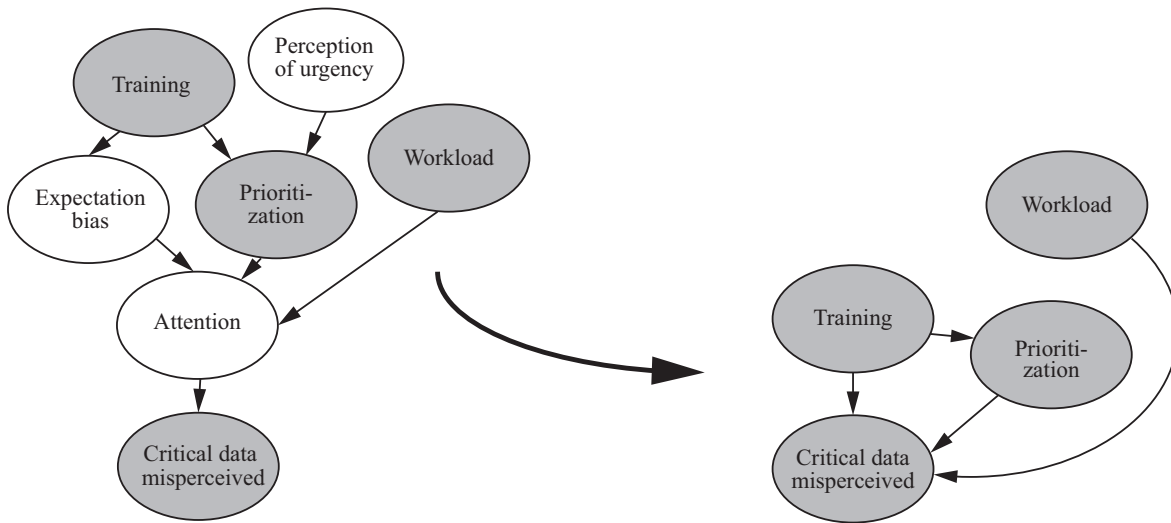 Training
Perception
of urgency
Workload
Expectation
bias
Prioriti-
zation
Attention
Critical data
misperceived
Workload
Training
Prioriti-
zation
Critical data
misperceived